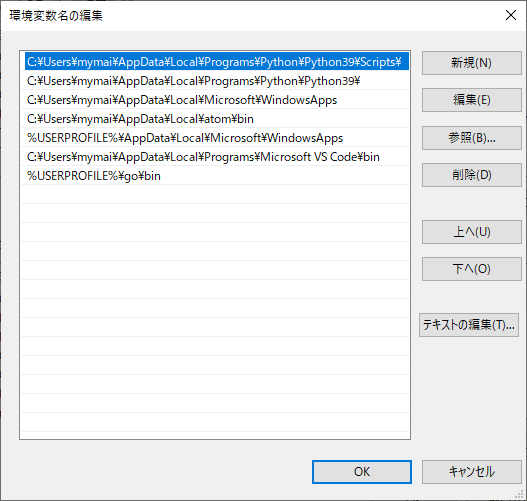 環境変数名の編集
C:¥Users¥mymai¥AppData¥Local¥Programs¥Python¥Python39¥Scripts¥
C:¥Users¥mymai¥AppData¥Local¥Programs¥Python¥Python39¥
C:¥Users¥mymai¥AppData¥Local¥Microsoft¥WindowsApps
C:¥Users¥mymai¥AppData¥Local¥atom¥bin
%USERPROFILE%¥AppData¥Local¥Microsoft¥WindowsApps
C:¥Users¥mymai¥AppData¥Local¥Programs¥Microsoft VS Code¥bin
%USERPROFILE%¥go¥bin
新規(N)
編集(E)
参照(B)...
削除(D)
上へ(U)
下へ(O)
テキストの編集(T)...
OK
キャンセル